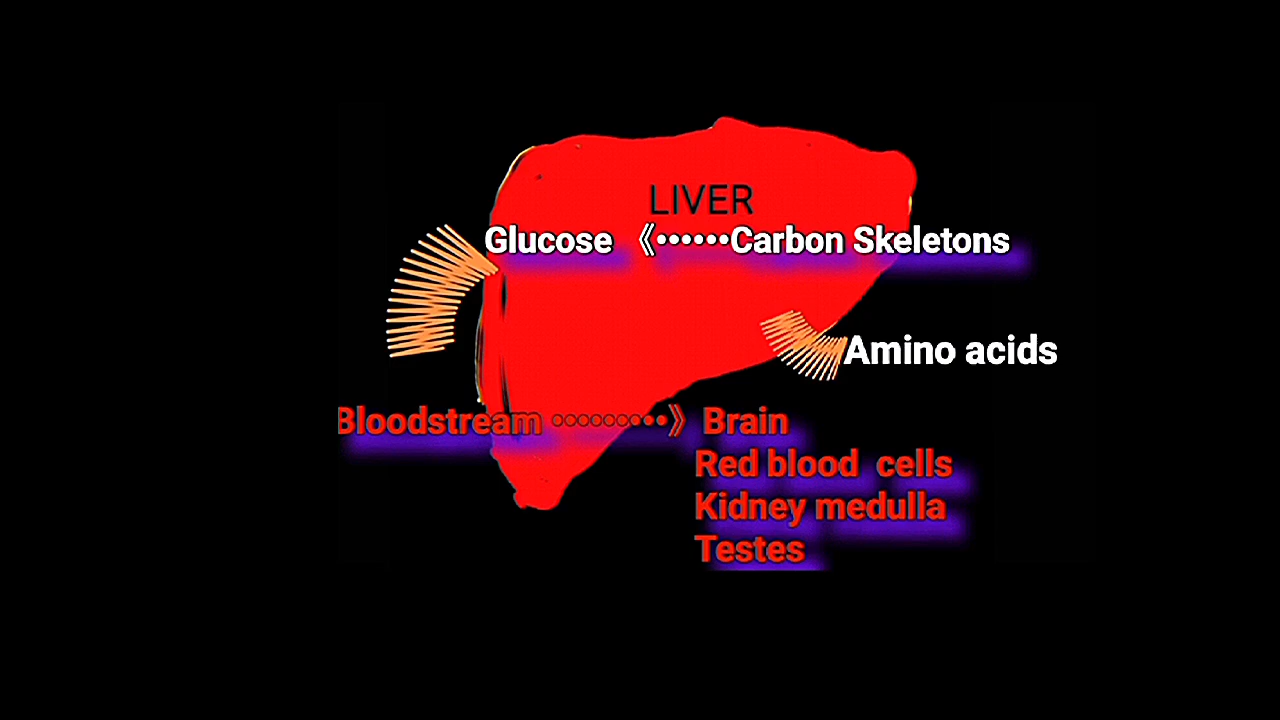 LIVER
Glucose 《••••••Carbon Skeletons
Amino acids
Bloodstream •••••••••》 Brain
Red blood cells
Kidney medulla
Testes